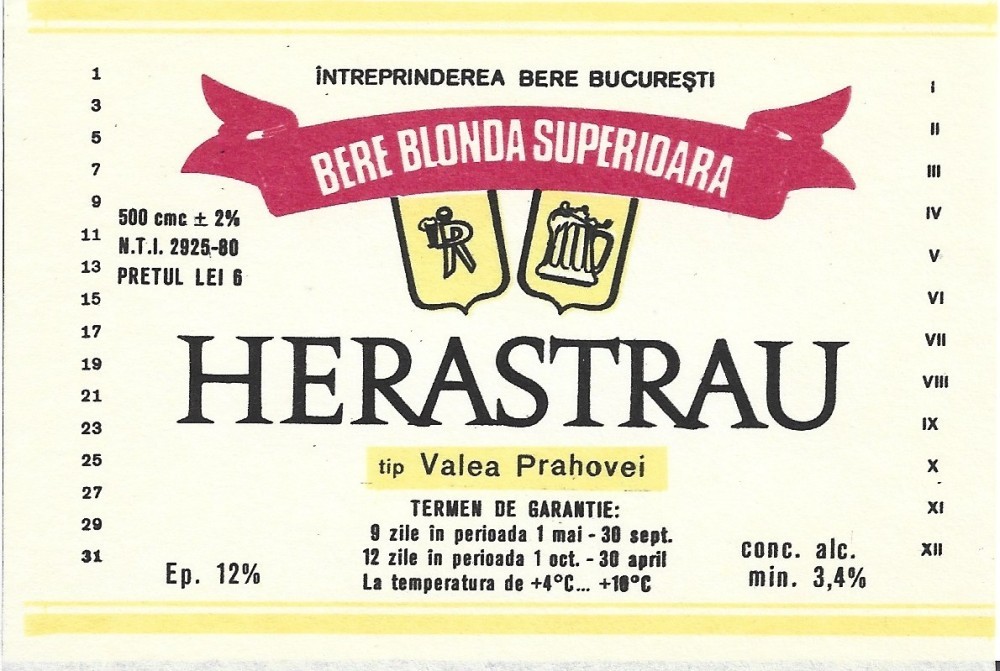 ÎNTREPRINDEREA BERE BUCUREȘTI
BERE BLONDA SUPERIOARA
500 cmc ± 2%
N.T.I. 2925-80
PRETUL LEI 6
HERASTRAU
tip Valea Prahovei
TERMEN DE GARANTIE:
9 zile în perioada 1 mai - 30 sept.
12 zile în perioada 1 oct. - 30 april
La temperatura de +4°C... +10°C
Ep. 12%
conc. alc.
min. 3,4%
1
3
5
7
9
11
13
15
17
19
21
23
25
27
29
31
I
II
III
IV
V
VI
VII
VIII
IX
X
XI
XII